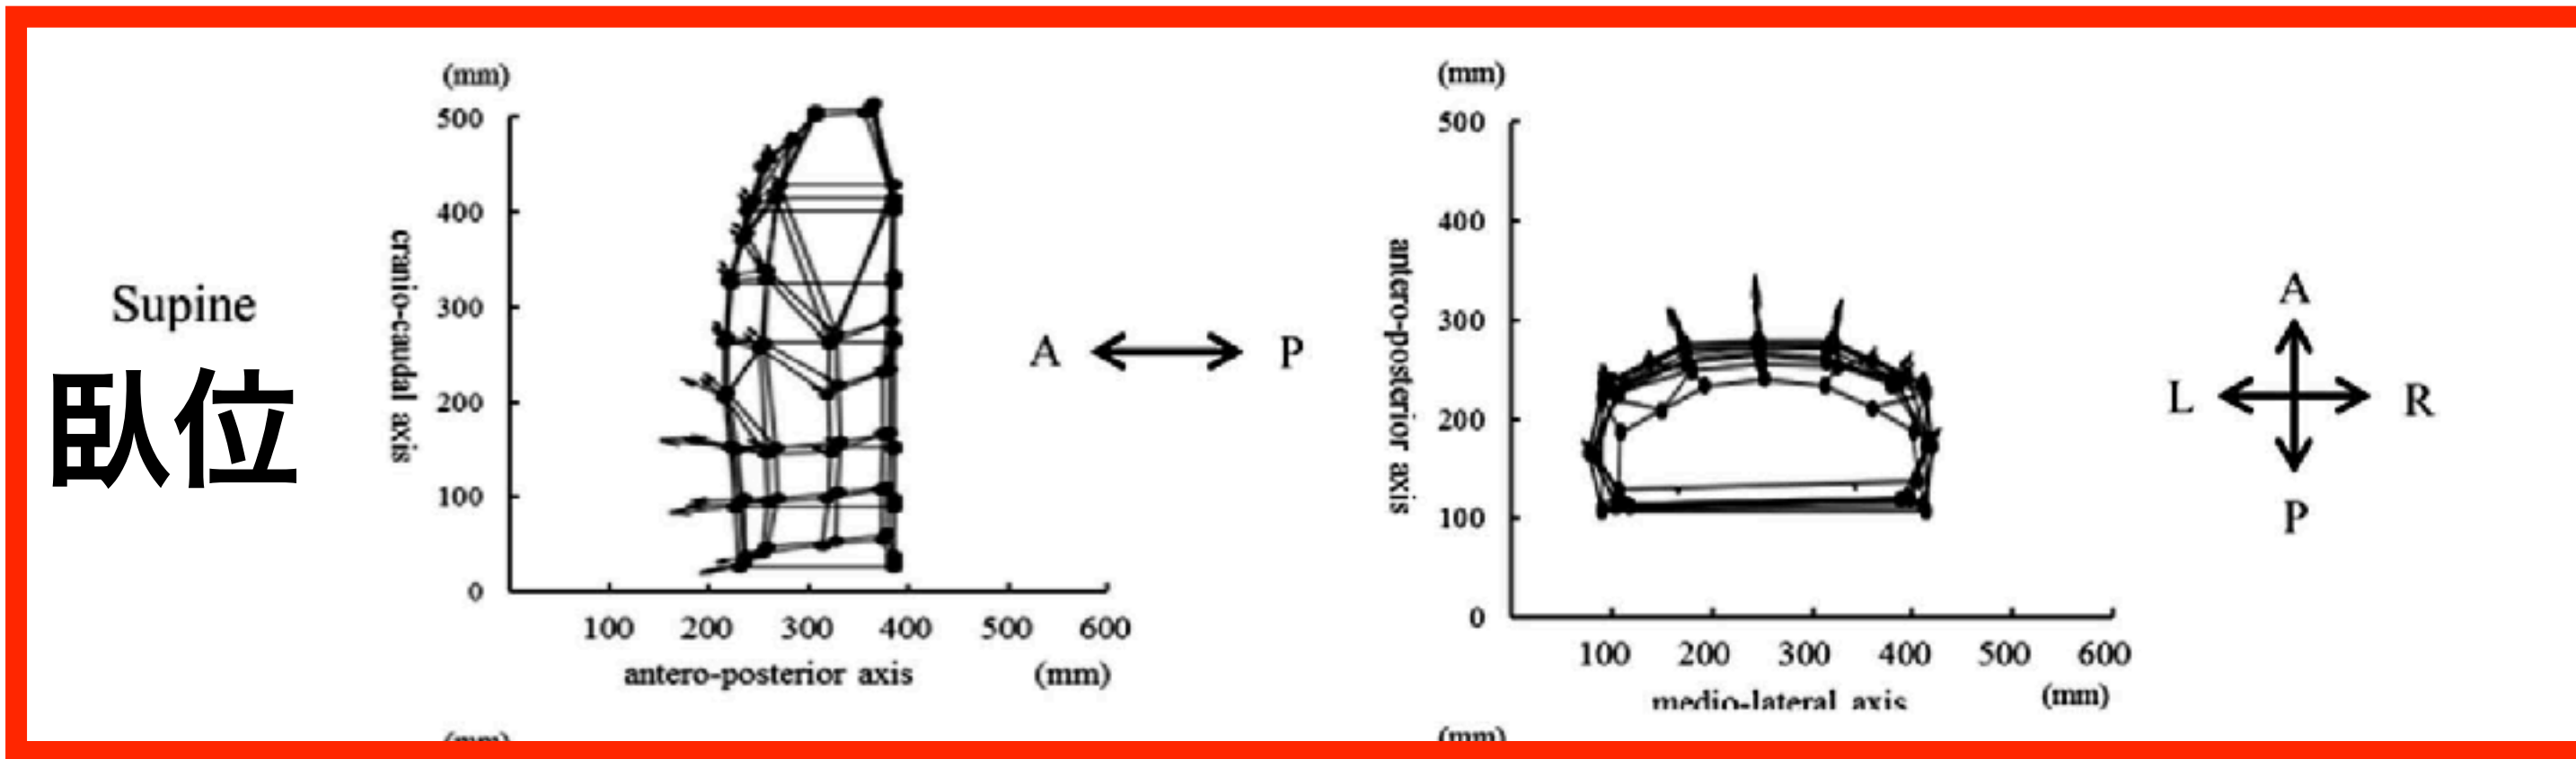 Supine
臥位
(mm)
500
400
300
200
100
0
cranio-caudal axis
100 200 300 400 500 600
antero-posterior axis (mm)
A P
(mm)
500
400
300
200
100
0
antero-posterior axis
100 200 300 400 500 600
medio-lateral axis (mm)
A
L R
P
(mm)
(mm)